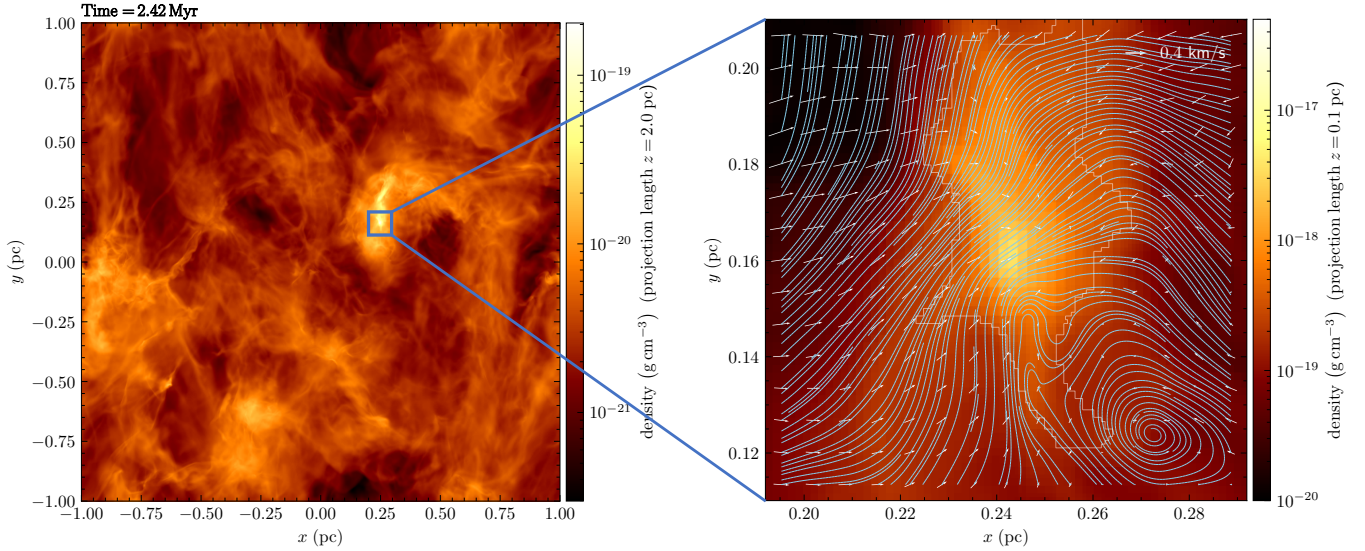 Time = 2.42 Myr
1.00
0.75
0.50
0.25
0.00
−0.25
−0.50
−0.75
−1.00
y (pc)
−1.00 −0.75 −0.50 −0.25 0.00 0.25 0.50 0.75 1.00
x (pc)
10⁻¹⁹
10⁻²⁰
10⁻²¹
density (g cm⁻³) (projection length z = 2.0 pc)
0.4 km/s
0.20
0.18
0.16
0.14
0.12
y (pc)
0.20 0.22 0.24 0.26 0.28
x (pc)
10⁻¹⁷
10⁻¹⁸
10⁻¹⁹
10⁻²⁰
density (g cm⁻³) (projection length z = 0.1 pc)